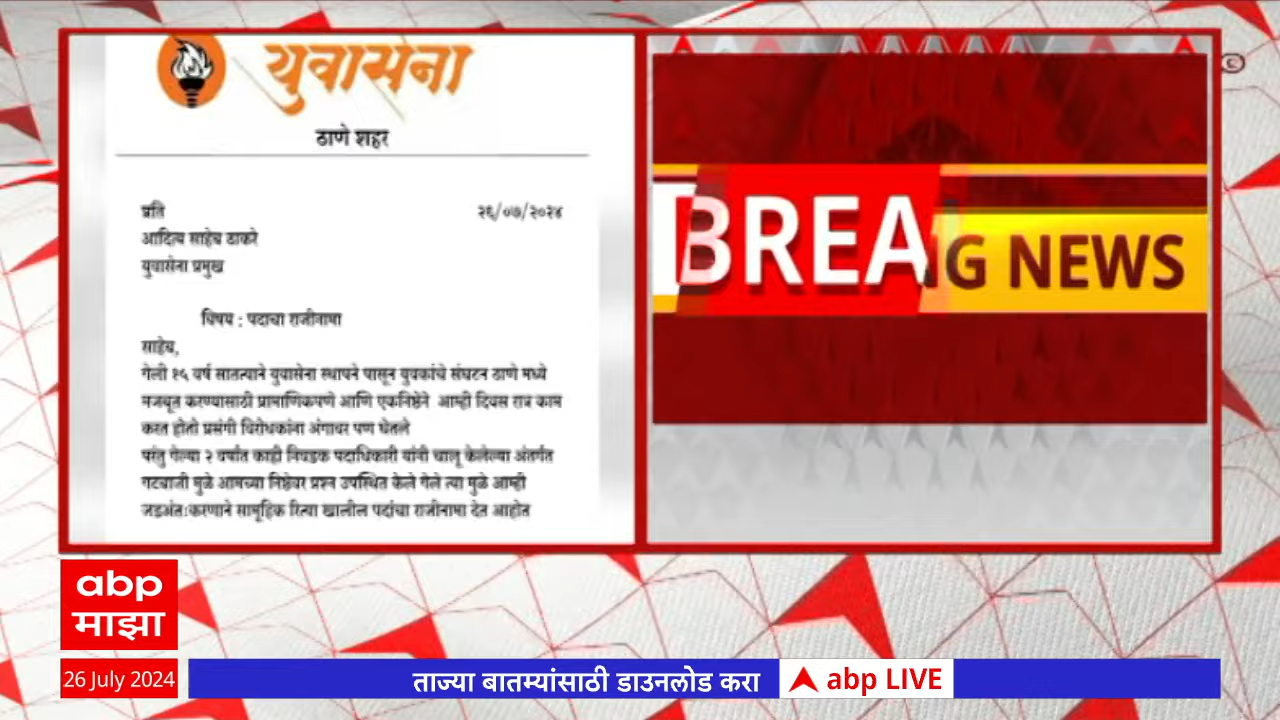 युवासेना
ठाणे शहर
प्रति
२६/०७/२०२४
आदित्य साहेब ठाकरे
युवासेना प्रमुख
विषय : पदाचा राजीनामा
साहेब,
गेली १५ वर्ष सातत्याने युवासेना स्थापने पासून युवकांचे संघटन ठाणे मध्ये
मजबूत करण्यासाठी प्रामाणिकपणे आणि एकनिष्ठेने आम्ही दिवस रात्र काम
करत होतो प्रसंगी विरोधकांना अंगावर पण घेतले
परंतु गेल्या २ वर्षात काही निवडक पदाधिकारी यांनी चालू केलेल्या अंतर्गत
गटबाजी मुळे आमच्या निष्ठेवर प्रश्न उपस्थित केले गेले त्या मुळे आम्ही
जडअंतःकरणाने सामूहिक रित्या खालील पदांचा राजीनामा देत आहोत
BREA
G NEWS
©
abp
माझा
26 July 2024
ताज्या बातम्यांसाठी डाउनलोड करा
abp LIVE